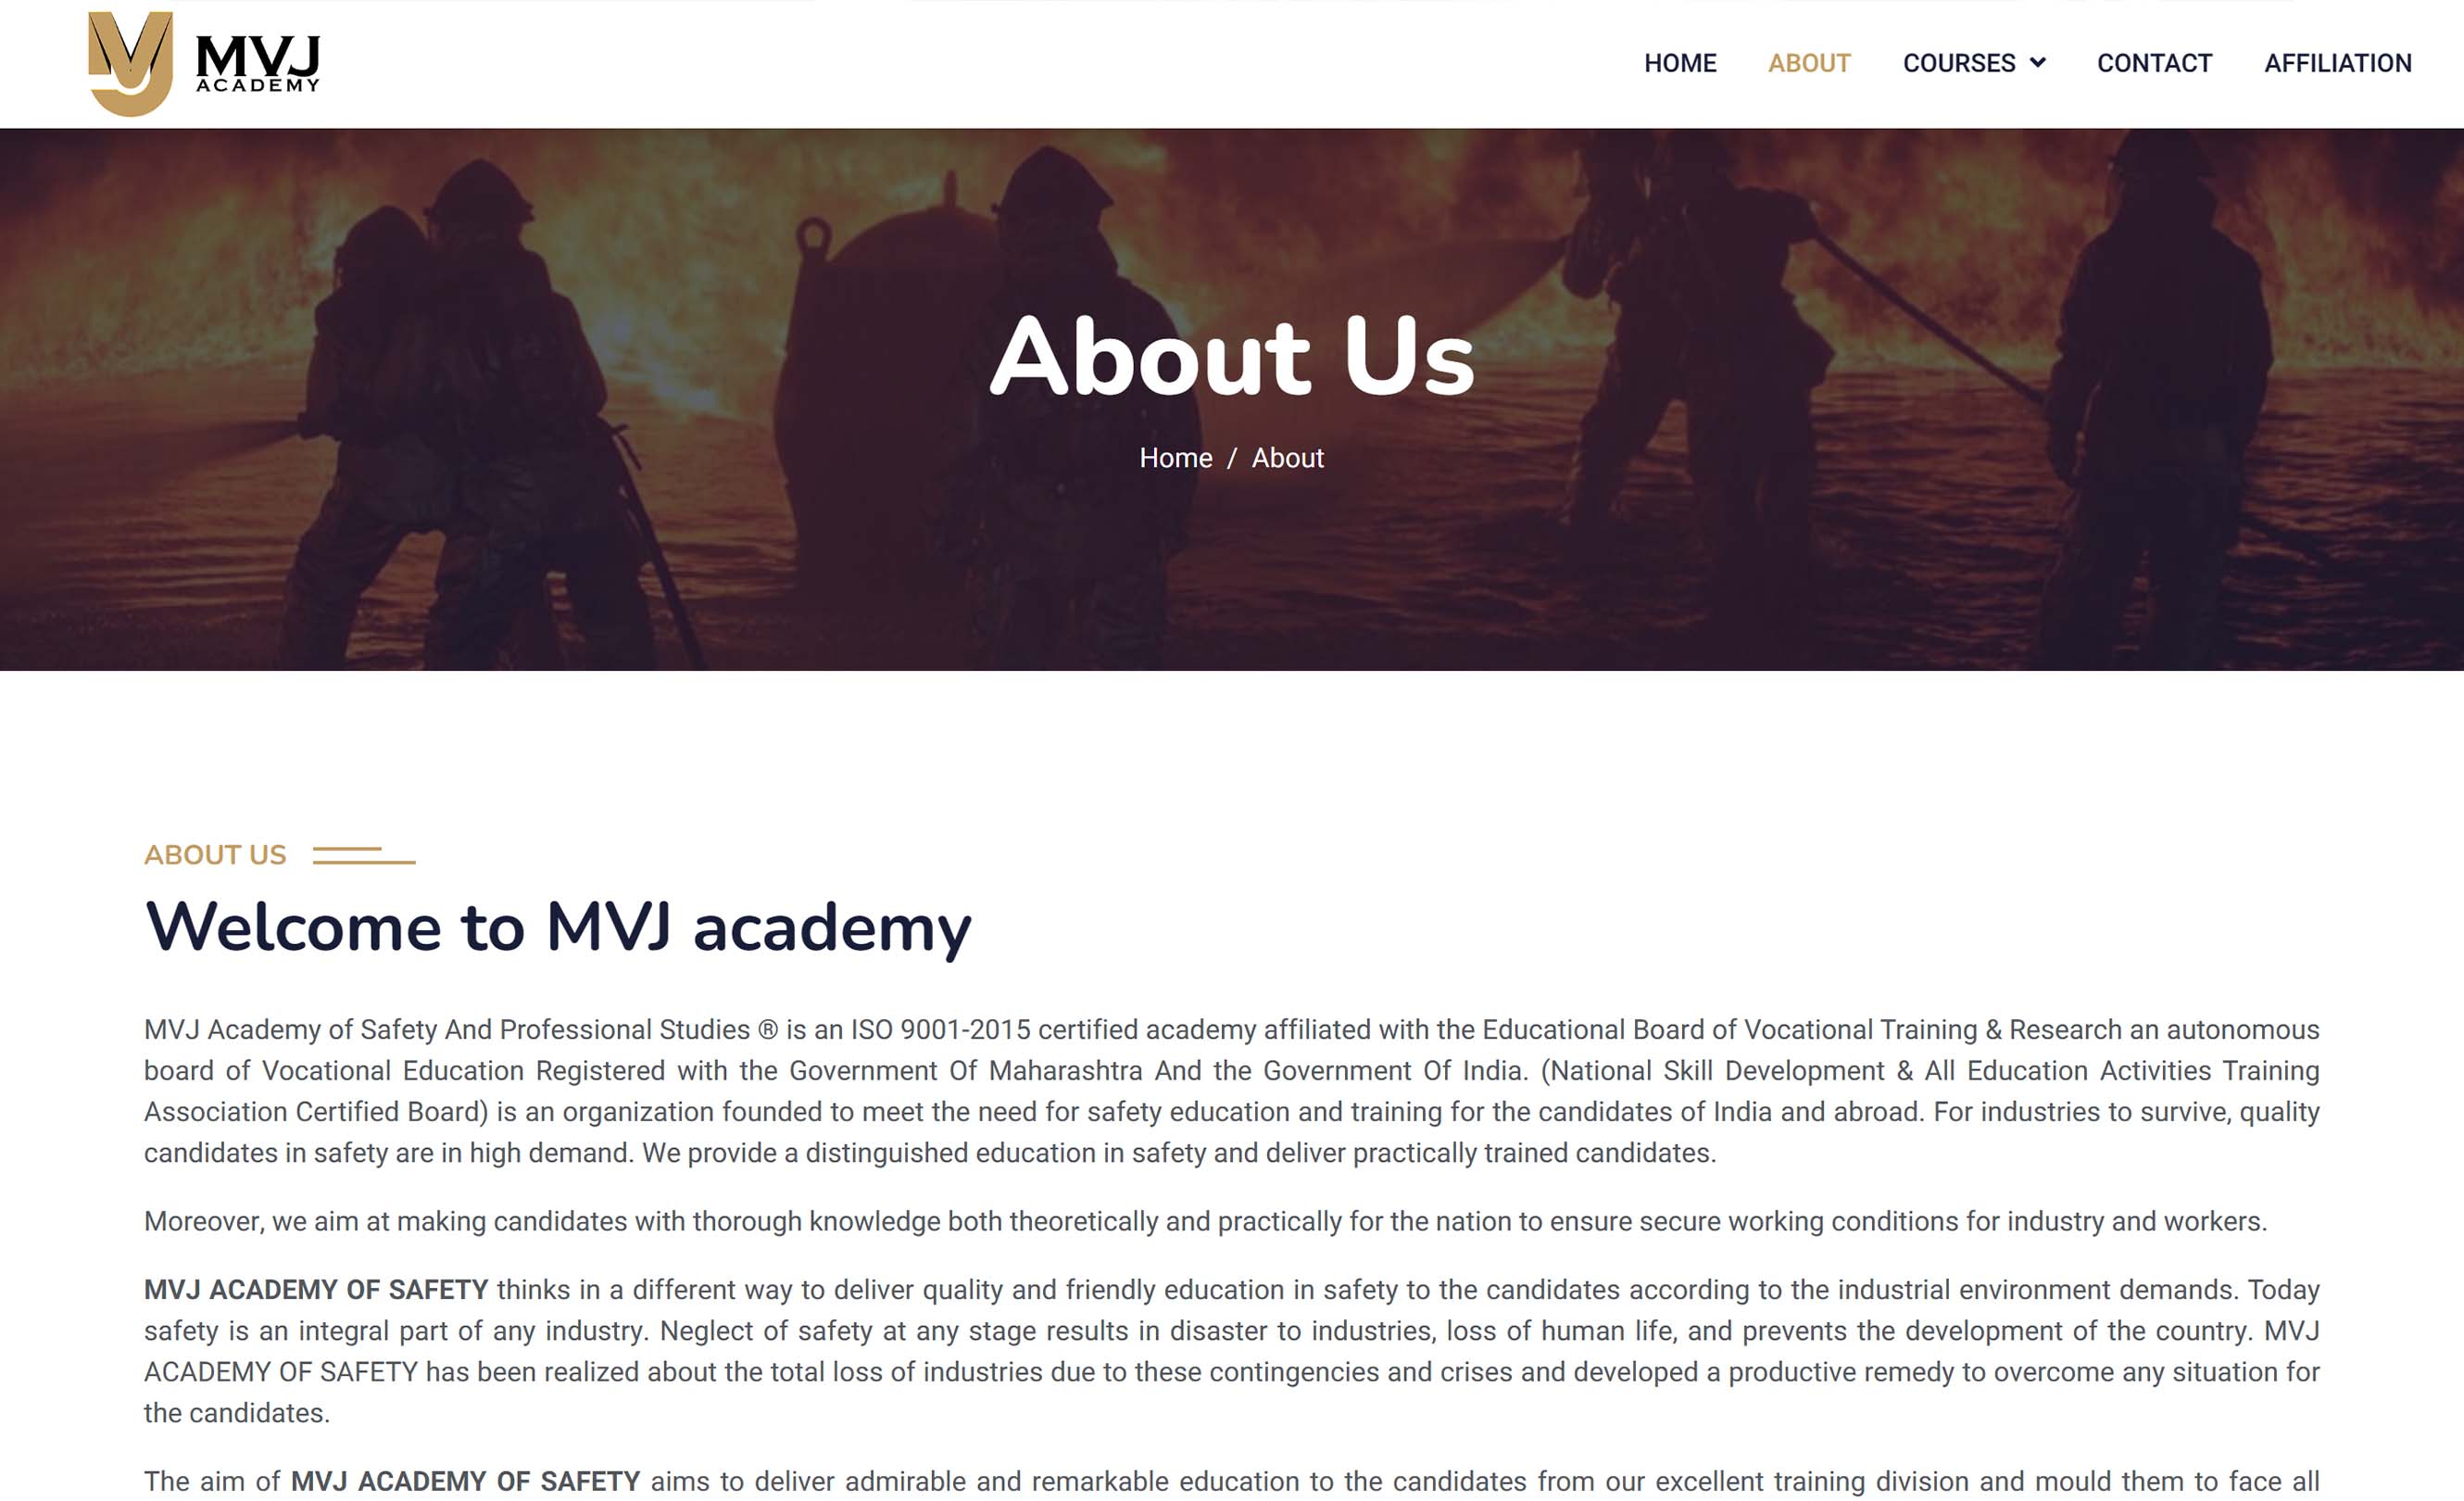 MVJ
ACADEMY
HOME ABOUT COURSES CONTACT AFFILIATION
About Us
Home / About
ABOUT US
Welcome to MVJ academy
MVJ Academy of Safety And Professional Studies ® is an ISO 9001-2015 certified academy affiliated with the Educational Board of Vocational Training & Research an autonomous
board of Vocational Education Registered with the Government Of Maharashtra And the Government Of India. (National Skill Development & All Education Activities Training
Association Certified Board) is an organization founded to meet the need for safety education and training for the candidates of India and abroad. For industries to survive, quality
candidates in safety are in high demand. We provide a distinguished education in safety and deliver practically trained candidates.
Moreover, we aim at making candidates with thorough knowledge both theoretically and practically for the nation to ensure secure working conditions for industry and workers.
MVJ ACADEMY OF SAFETY thinks in a different way to deliver quality and friendly education in safety to the candidates according to the industrial environment demands. Today
safety is an integral part of any industry. Neglect of safety at any stage results in disaster to industries, loss of human life, and prevents the development of the country. MVJ
ACADEMY OF SAFETY has been realized about the total loss of industries due to these contingencies and crises and developed a productive remedy to overcome any situation for
the candidates.
The aim of MVJ ACADEMY OF SAFETY aims to deliver admirable and remarkable education to the candidates from our excellent training division and mould them to face all